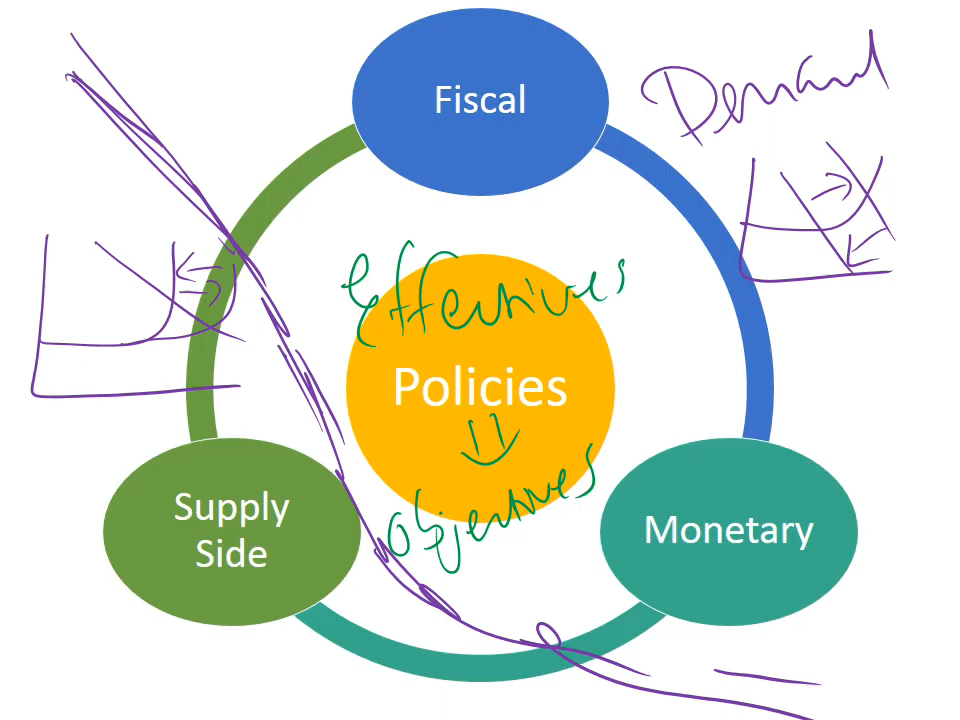 Fiscal
Demand
Effectives
Policies
Objectives
Supply
Side
Monetary